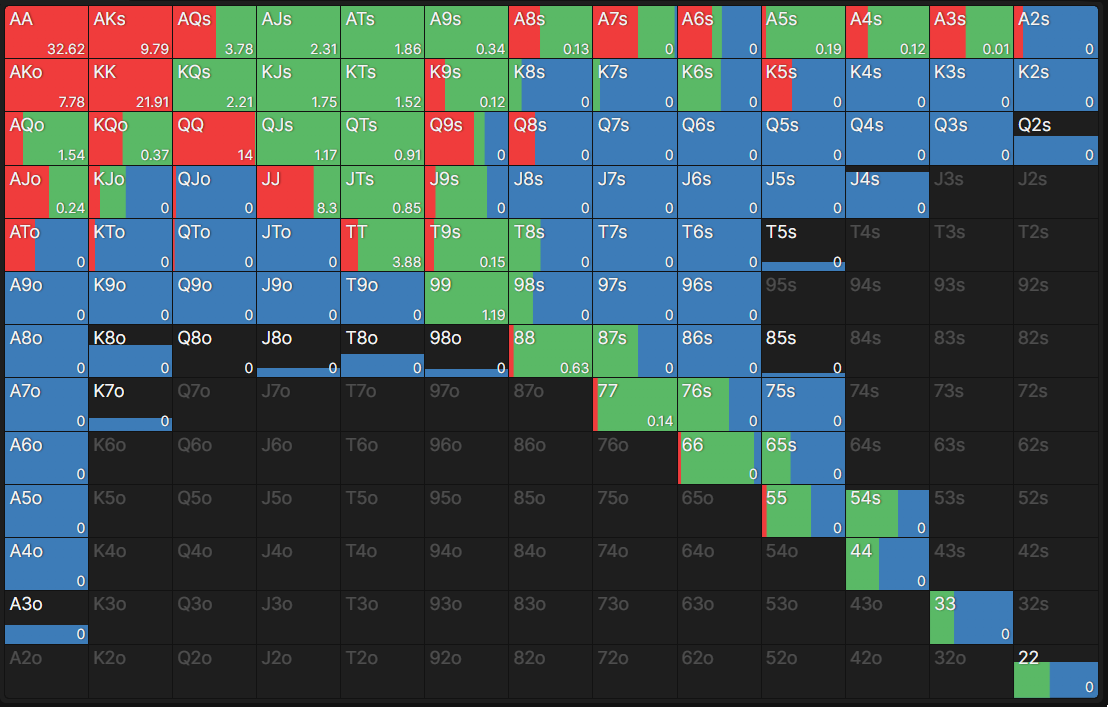 AA AKs AQs AJs ATs A9s A8s A7s A6s A5s A4s A3s A2s
32.62 9.79 3.78 2.31 1.86 0.34 0.13 0 0 0.19 0.12 0.01 0
AKo KK KQs KJs KTs K9s K8s K7s K6s K5s K4s K3s K2s
7.78 21.91 2.21 1.75 1.52 0.12 0 0 0 0 0 0 0
AQo KQo QQ QJs QTs Q9s Q8s Q7s Q6s Q5s Q4s Q3s Q2s
1.54 0.37 14 1.17 0.91 0 0 0 0 0 0 0 0
AJo KJo QJo JJ JTs J9s J8s J7s J6s J5s J4s J3s J2s
0.24 0 0 8.3 0.85 0 0 0 0 0 0
ATo KTo QTo JTo TT T9s T8s T7s T6s T5s T4s T3s T2s
0 0 0 0 3.88 0.15 0 0 0 0
A9o K9o Q9o J9o T9o 99 98s 97s 96s 95s 94s 93s 92s
0 0 0 0 0 1.19 0 0 0
A8o K8o Q8o J8o T8o 98o 88 87s 86s 85s 84s 83s 82s
0 0 0 0 0 0 0.63 0 0 0
A7o K7o Q7o J7o T7o 97o 87o 77 76s 75s 74s 73s 72s
0 0 0.14 0 0
A6o K6o Q6o J6o T6o 96o 86o 76o 66 65s 64s 63s 62s
0 0 0
A5o K5o Q5o J5o T5o 95o 85o 75o 65o 55 54s 53s 52s
0 0 0
A4o K4o Q4o J4o T4o 94o 84o 74o 64o 54o 44 43s 42s
0 0
A3o K3o Q3o J3o T3o 93o 83o 73o 63o 53o 43o 33 32s
0 0
A2o K2o Q2o J2o T2o 92o 82o 72o 62o 52o 42o 32o 22
0